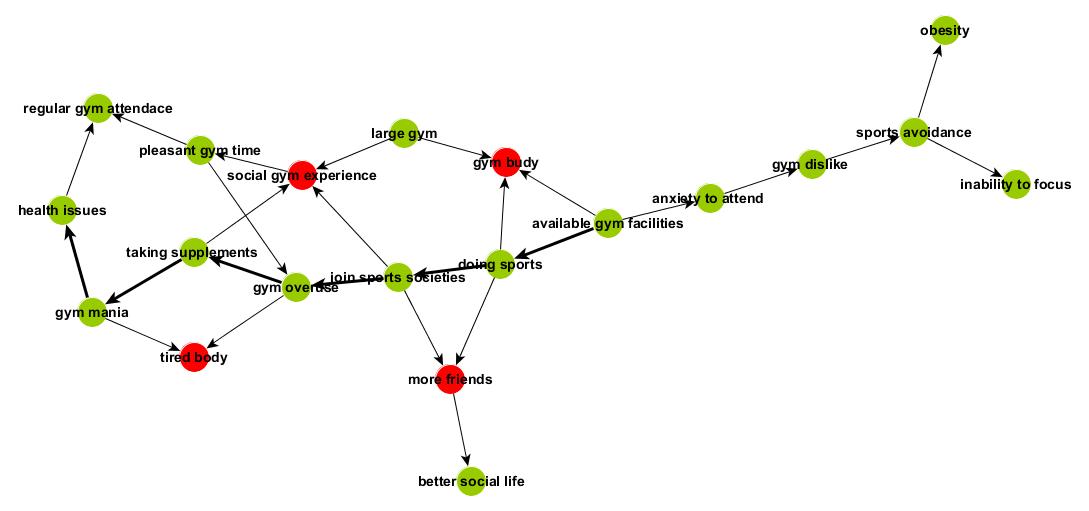 obesity
regular gym attendace
large gym
sports avoidance
pleasant gym time
gym budy
gym dislike
social gym experience
inability to focus
anxiety to attend
health issues
available gym facilities
taking supplements
doing sports
join sports societies
gym overuse
gym mania
tired body
more friends
better social life